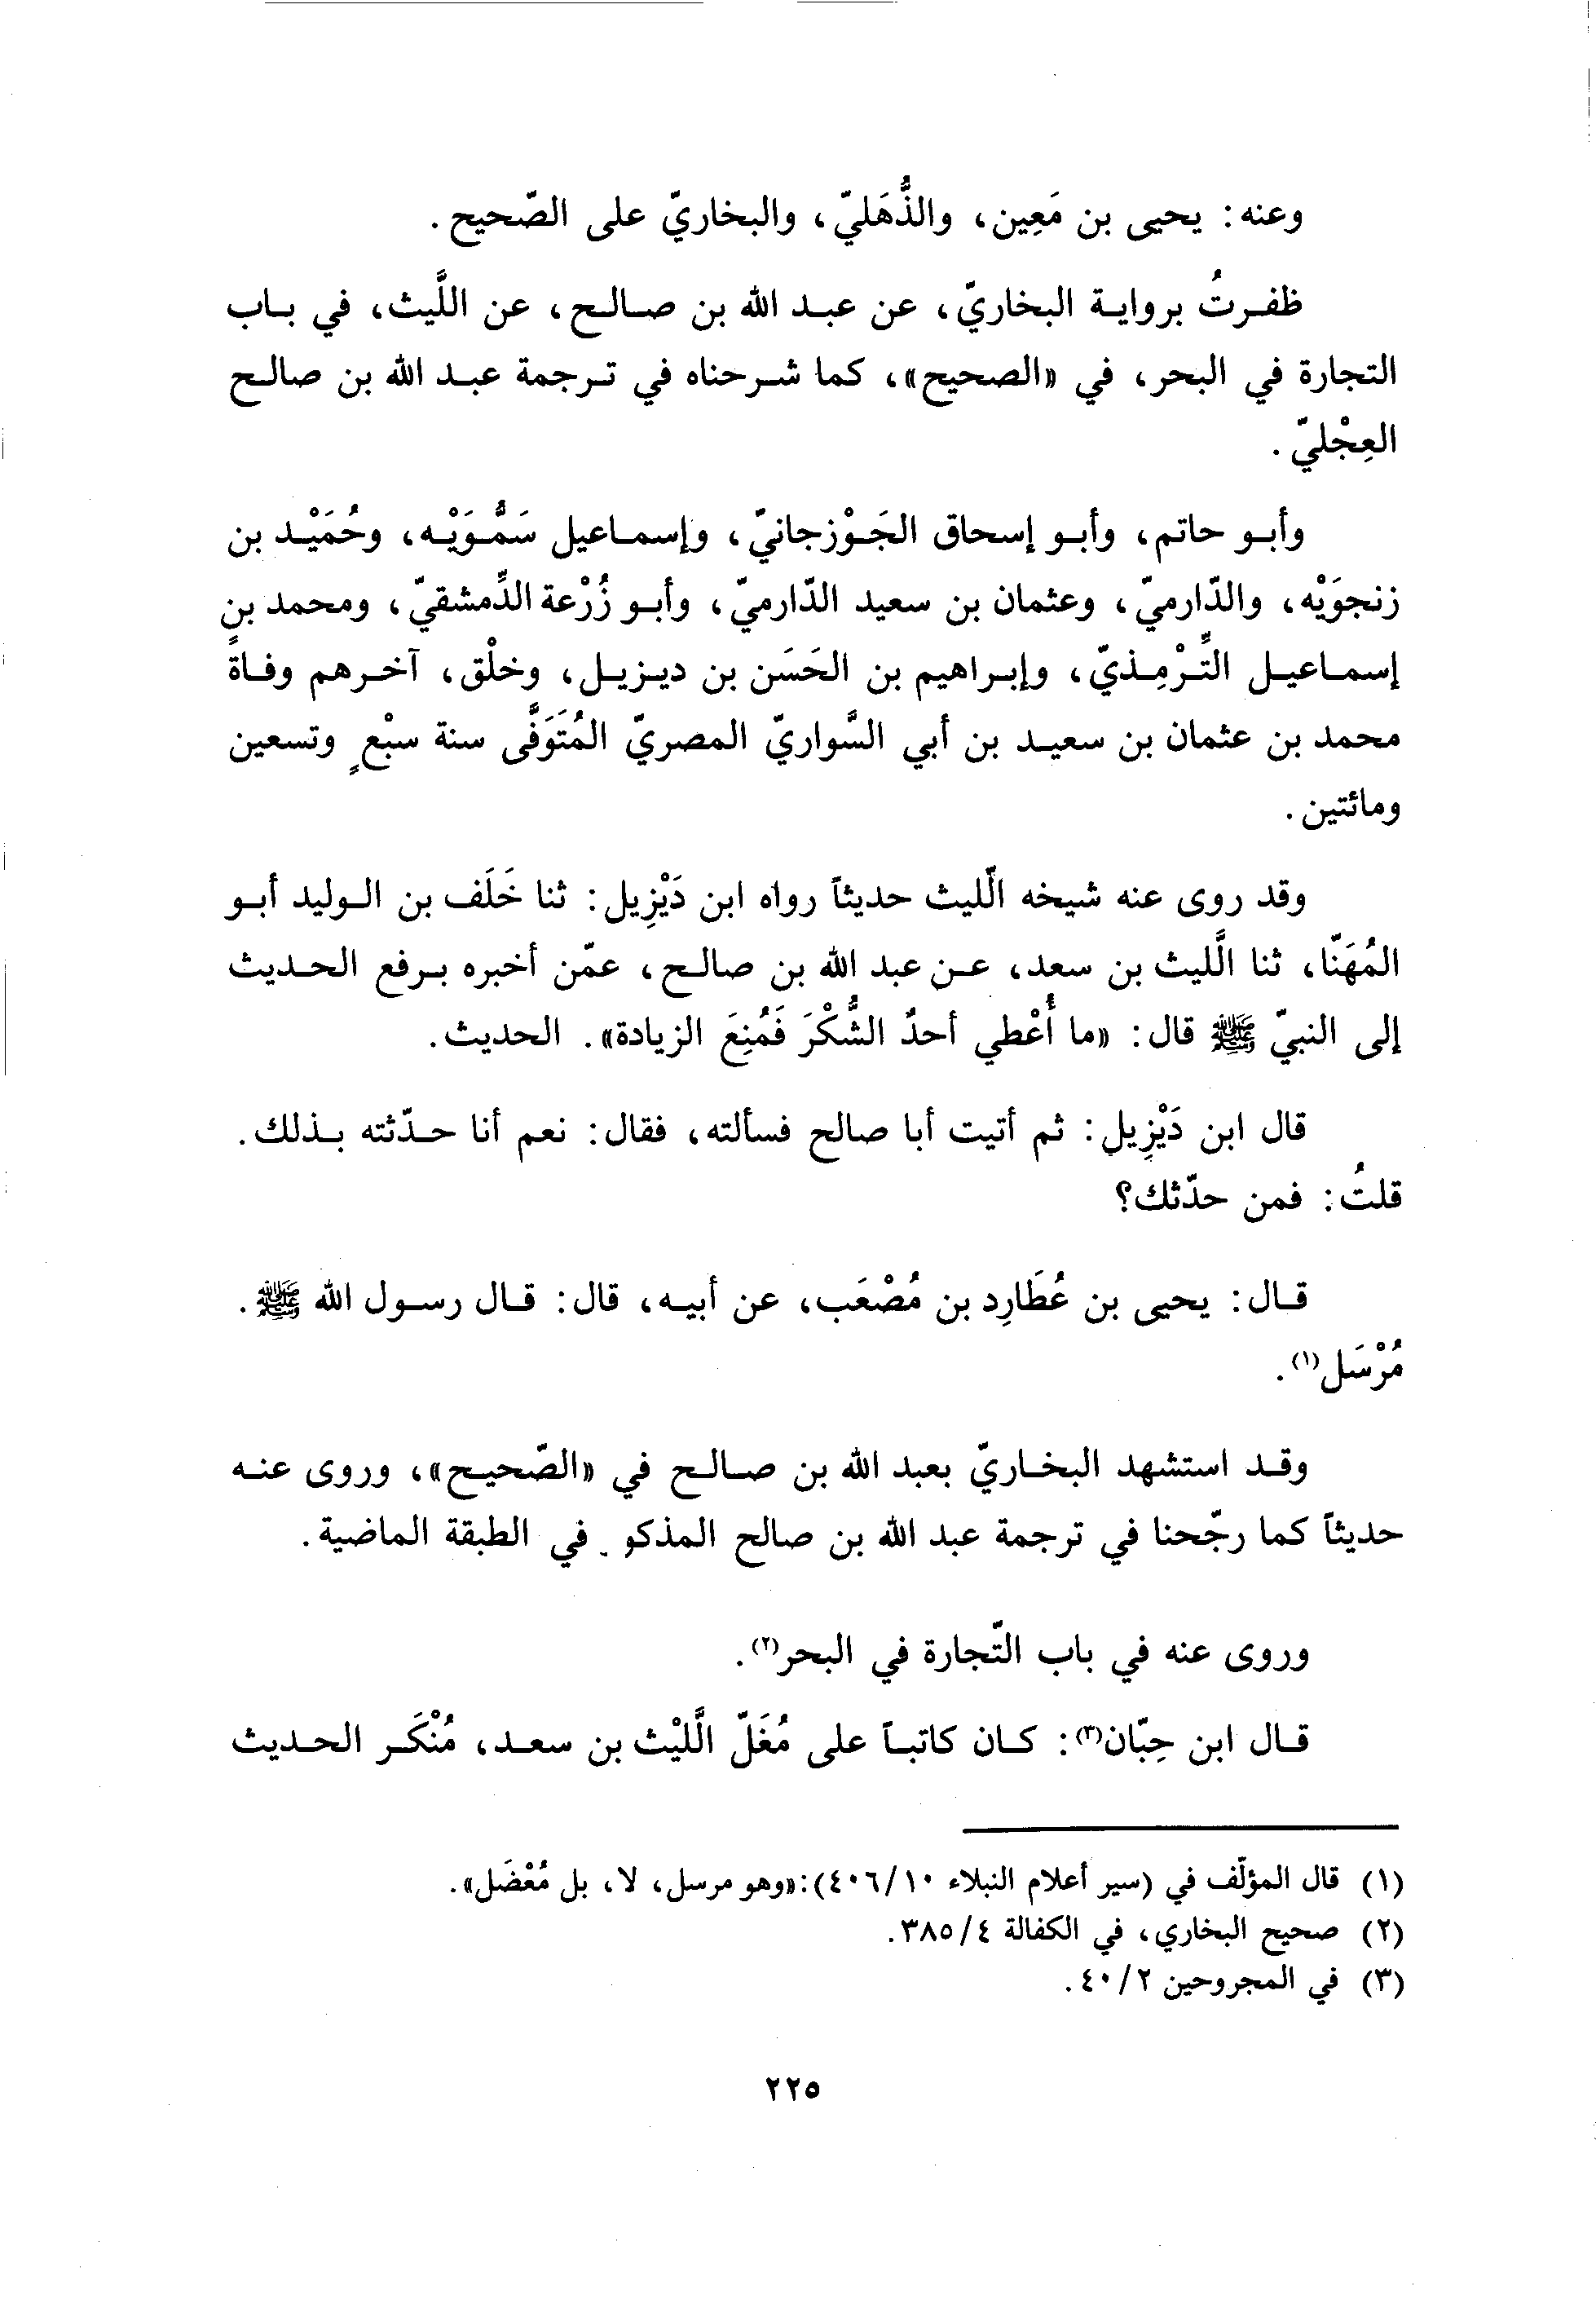 وعنه: يحيى بن مَعِين، والذُّهَليّ، والبخاريّ على الصّحيح.
ظفرتُ برواية البخاريّ، عن عبد الله بن صالح، عن اللَّيث، في باب
التجارة في البحر، في «الصحيح»، كما شرحناه في ترجمة عبد الله بن صالح
العِجْليّ.
وأبو حاتم، وأبو إسحاق الجَوْزجانيّ، وإسماعيل سَمُّوَيْه، وحُمَيْد بن
زنجوَيْه، والدّارميّ، وعثمان بن سعيد الدّارميّ، وأبو زُرْعة الدِّمشقيّ، ومحمد بن
إسماعيل التِّرْمِذيّ، وإبراهيم بن الحَسَن بن ديزيل، وخلْق، آخرهم وفاةً
محمد بن عثمان بن سعيد بن أبي السَّواريّ المصريّ المُتَوَفَّى سنة سبْعٍ وتسعين
ومائتين.
وقد روى عنه شيخه الّليث حديثاً رواه ابن دَيْزِيل: ثنا خَلَف بن الوليد أبو
المُهَنّا، ثنا الَّليث بن سعد، عن عبد الله بن صالح، عمّن أخبره برفع الحديث
إلى النبيّ ﷺ قال: «ما أُعْطي أحدٌ الشُّكْرَ فَمُنِعَ الزيادة». الحديث.
قال ابن دَيْزِيل: ثم أتيت أبا صالح فسألته، فقال: نعم أنا حدّثته بذلك.
قلتُ: فمن حدّثك؟
قال: يحيى بن عُطَارِد بن مُصْعَب، عن أبيه، قال: قال رسول الله ﷺ.
مُرْسَل(١).
وقد استشهد البخاريّ بعبد الله بن صالح في «الصّحيح»، وروى عنه
حديثاً كما رجّحنا في ترجمة عبد الله بن صالح المذكو في الطبقة الماضية.
وروى عنه في باب التّجارة في البحر(٢).
قال ابن حِبّان(٣): كان كاتباً على مُغَلّ الَّليْث بن سعد، مُنْكَر الحديث
(١) قال المؤلّف في (سير أعلام النبلاء ٤٠٦/١٠): «وهو مرسل، لا، بل مُعْضَل».
(٢) صحيح البخاري، في الكفالة ٣٨٥/٤.
(٣) في المجروحين ٤٠/٢.
٢٢٥